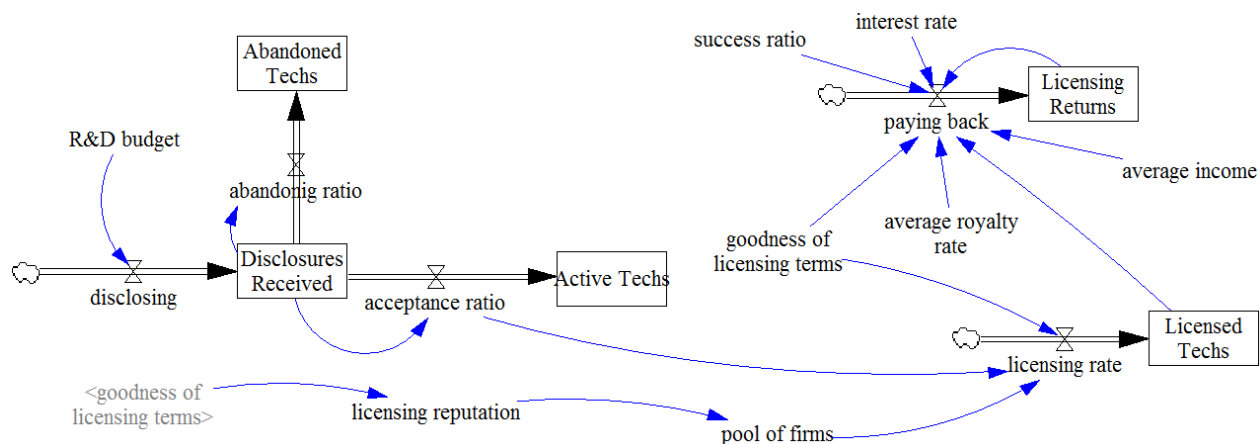 Abandoned
Techs
R&D budget
abandonig ratio
Disclosures
Received
disclosing
acceptance ratio
Active Techs
<goodness of
licensing terms>
licensing reputation
pool of firms
interest rate
success ratio
Licensing
Returns
paying back
average income
average royalty
rate
goodness of
licensing terms
Licensed
Techs
licensing rate